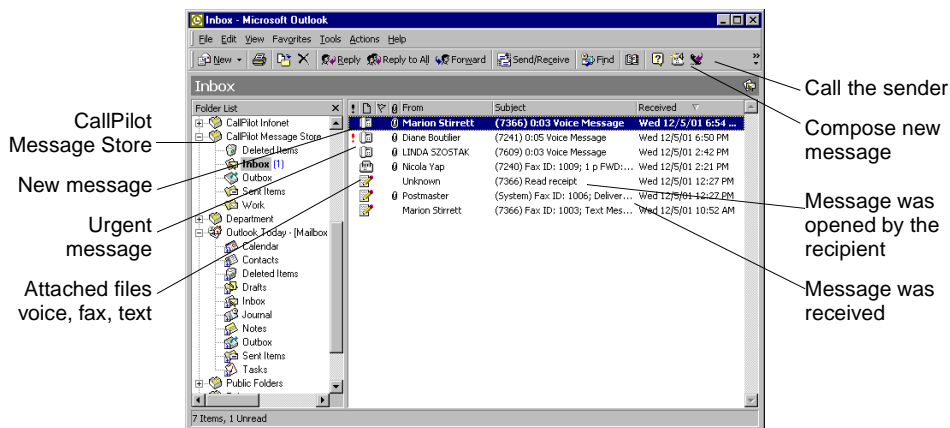 Inbox - Microsoft Outlook
File Edit View Favorites Tools Actions Help
New Reply Reply to All Forward Send/Receive Find
Inbox
Folder List
CallPilot Infonet
CallPilot Message Store
Deleted Items
Inbox (1)
Outbox
Sent Items
Work
Department
Outlook Today - [Mailbox
Calendar
Contacts
Deleted Items
Drafts
Inbox
Journal
Notes
Outbox
Sent Items
Tasks
Public Folders
From Subject Received
Marion Stirrett (7366) 0:03 Voice Message Wed 12/5/01 6:54 ...
Diane Boutilier (7241) 0:05 Voice Message Wed 12/5/01 6:50 PM
LINDA SZOSTAK (7609) 0:03 Voice Message Wed 12/5/01 2:42 PM
Nicola Yap (7240) Fax ID: 1009; 1 p FWD:... Wed 12/5/01 2:21 PM
Unknown (7366) Read receipt Wed 12/5/01 12:27 PM
Postmaster (System) Fax ID: 1006; Deliver... Wed 12/5/01 12:27 PM
Marion Stirrett (7366) Fax ID: 1003; Text Mes... Wed 12/5/01 10:52 AM
7 Items, 1 Unread
CallPilot
Message Store
New message
Urgent
message
Attached files
voice, fax, text
Call the sender
Compose new
message
Message was
opened by the
recipient
Message was
received